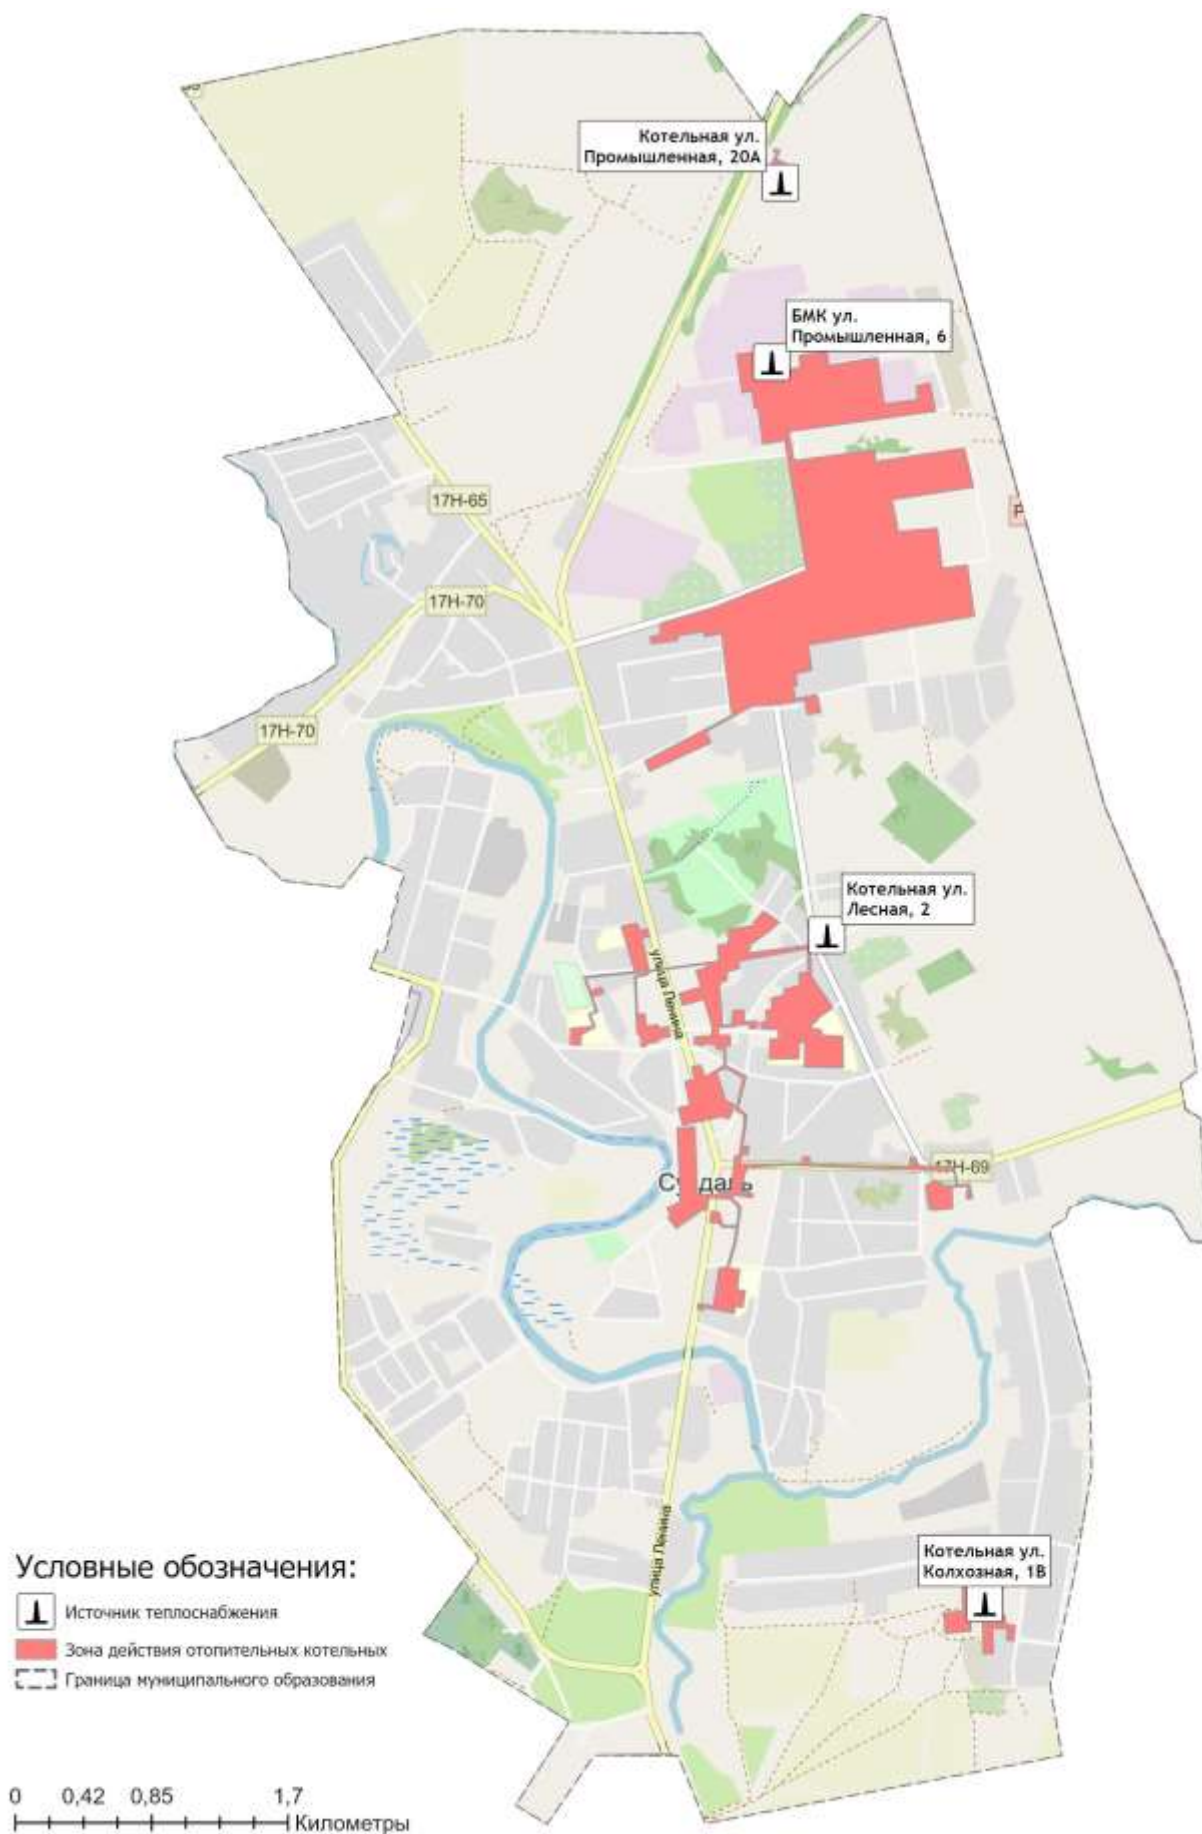 Котельная ул.
Промышленная, 20А
БМК ул.
Промышленная, 6
17Н-65
17Н-70
17Н-70
Котельная ул.
Лесная, 2
улица Ленина
17Н-69
Суздаль
улица Ленина
Котельная ул.
Колхозная, 1В
Условные обозначения:
Источник теплоснабжения
Зона действия отопительных котельных
Граница муниципального образования
0 0,42 0,85 1,7
Километры